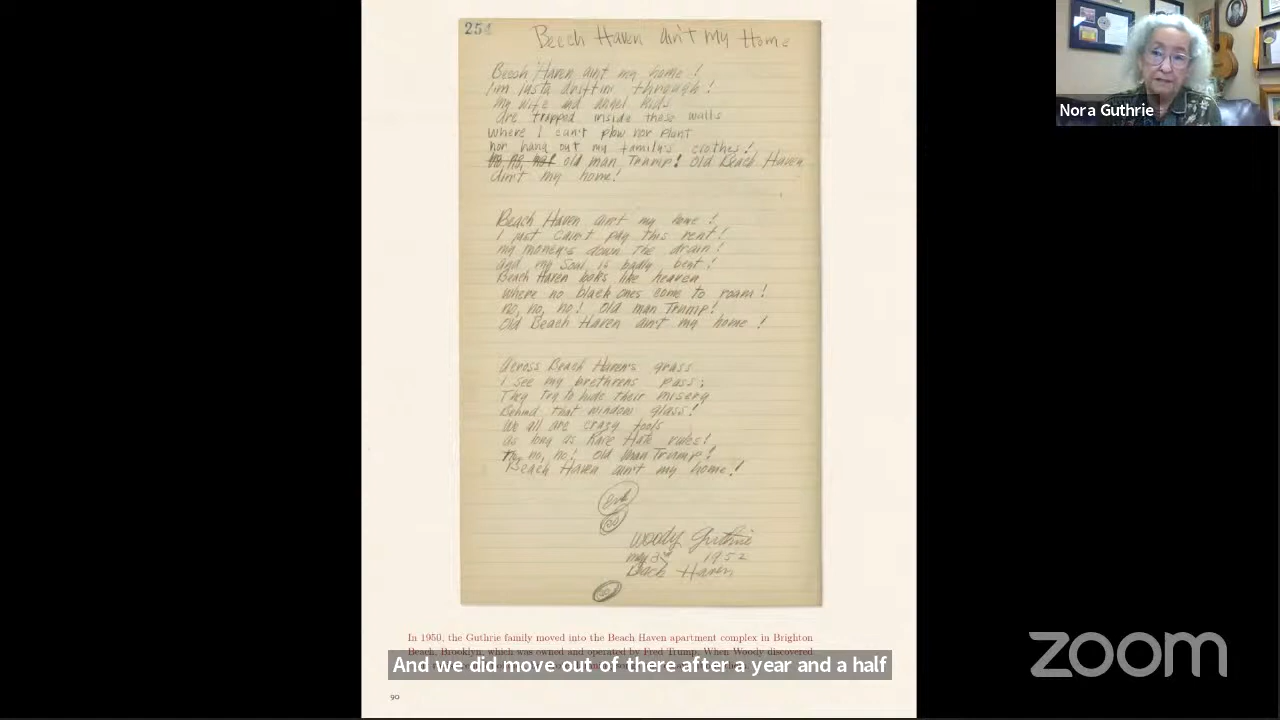 254
Beech Haven ain't My Home
Beech Haven ain't my home!
I'm justa driftin through!
My wife and angel kids
Are trapped inside these walls
where I can't plow nor plant
nor hang out my family's clothes!
No, no, no! old man Trump! Old Beach Haven
ain't my home!
Beach Haven ain't my home!
I just cain't pay this rent!
My money's down the drain!
and my Soul is badly bent!
Beach Haven looks like heaven
where no black ones come to roam!
No, no, no! Old man Trump!
Old Beach Haven ain't my home!
Across Beach Haven's grass
I see my brethrens pass;
They try to hide their misery
Behind that window glass!
We all are crazy fools
As long as Race Hate rules!
No, no, no! Old Man Trump!
Beach Haven ain't my home!
Woody Guthrie
May 1952
Beach Haven
In 1950, the Guthrie family moved into the Beach Haven apartment complex in Brighton
Beach, Brooklyn, which was owned and operated by Fred Trump. When Woody discovered
And we did move out of there after a year and a half
90
Nora Guthrie
zoom